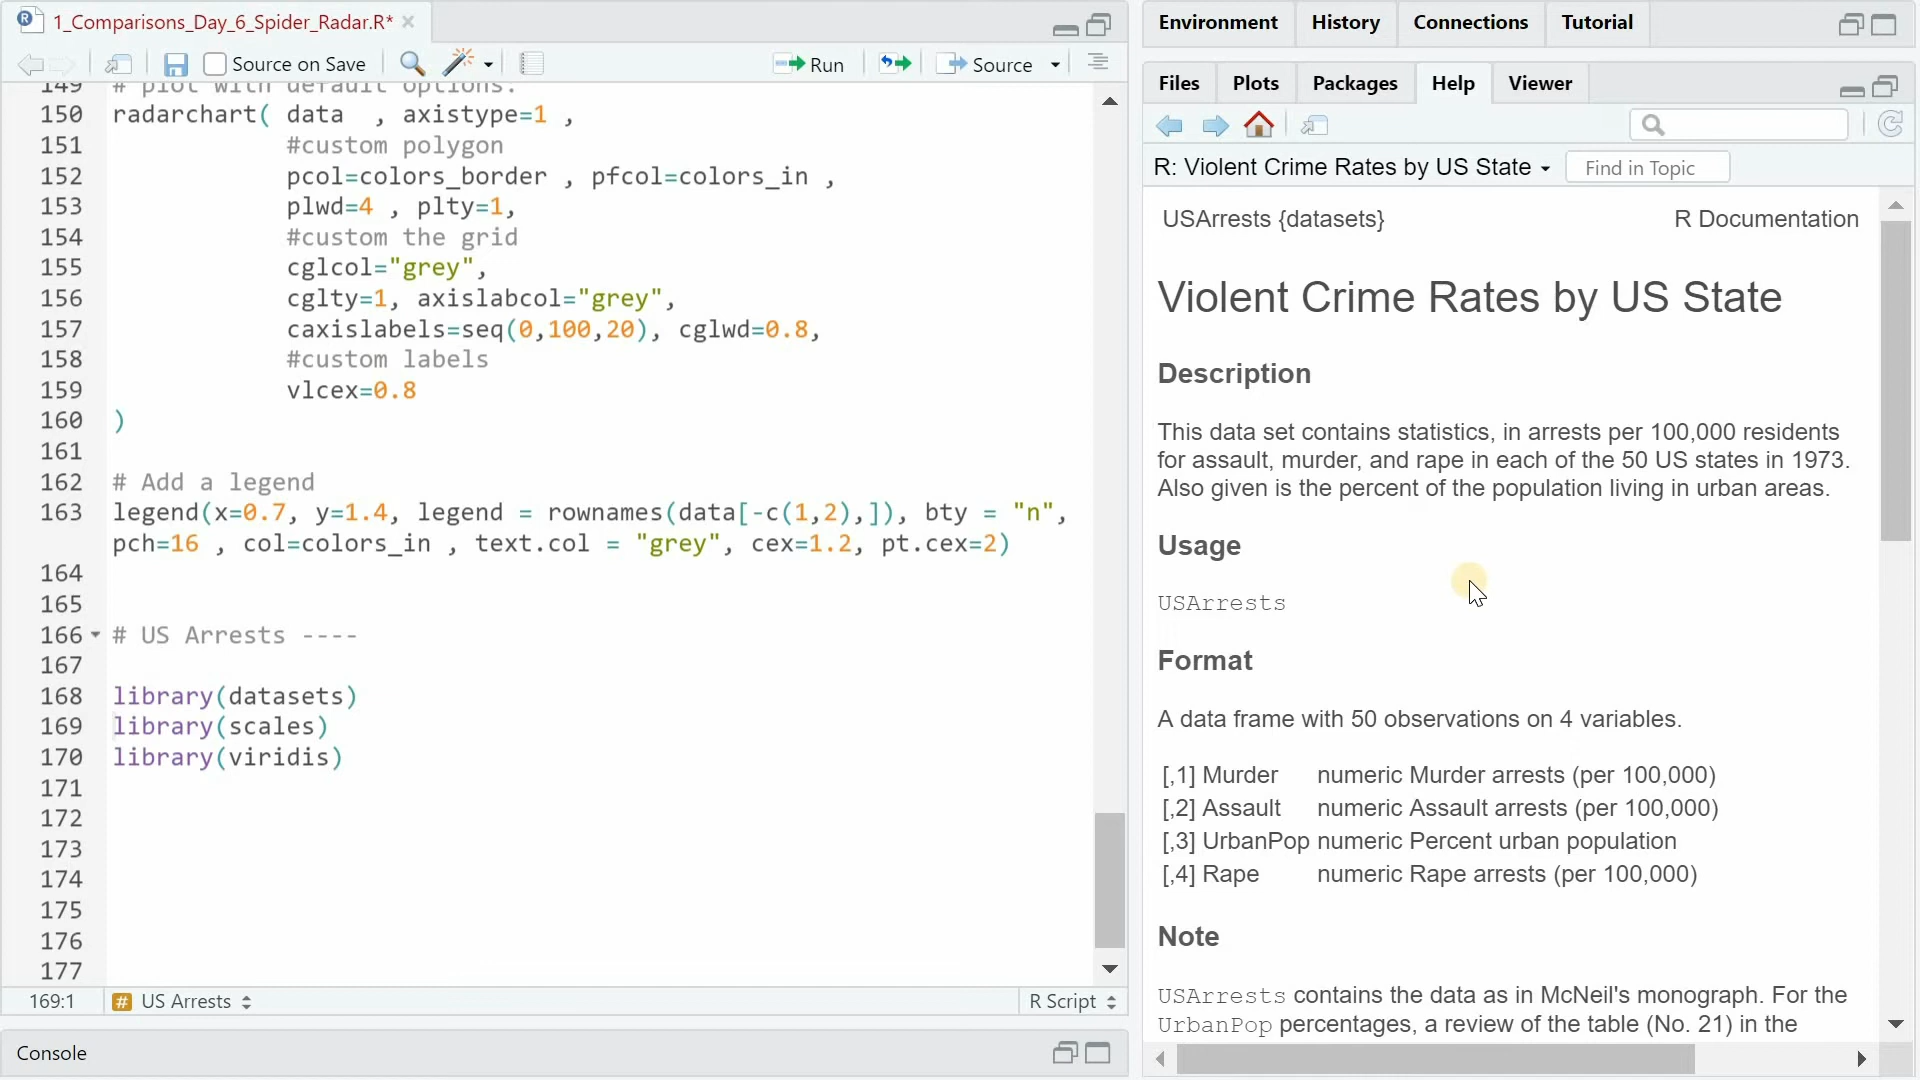 1_Comparisons_Day_6_Spider_Radar.R*
Source on Save
Run
Source
149 # plot with default options:
150 radarchart( data  , axistype=1 ,
151 #custom polygon
152 pcol=colors_border , pfcol=colors_in ,
153 plwd=4 , plty=1,
154 #custom the grid
155 cglcol="grey",
156 cglty=1, axislabcol="grey",
157 caxislabels=seq(0,100,20), cglwd=0.8,
158 #custom labels
159 vlcex=0.8
160 )
161
162 # Add a legend
163 legend(x=0.7, y=1.4, legend = rownames(data[-c(1,2),]), bty = "n",
pch=16 , col=colors_in , text.col = "grey", cex=1.2, pt.cex=2)
164
165
166 # US Arrests ----
167
168 library(datasets)
169 library(scales)
170 library(viridis)
171
172
173
174
175
176
177
169:1 # US Arrests R Script
Console
Environment History Connections Tutorial
Files Plots Packages Help Viewer
R: Violent Crime Rates by US State Find in Topic
USArrests {datasets} R Documentation
Violent Crime Rates by US State
Description
This data set contains statistics, in arrests per 100,000 residents
for assault, murder, and rape in each of the 50 US states in 1973.
Also given is the percent of the population living in urban areas.
Usage
USArrests
Format
A data frame with 50 observations on 4 variables.
[,1] Murder numeric Murder arrests (per 100,000)
[,2] Assault numeric Assault arrests (per 100,000)
[,3] UrbanPop numeric Percent urban population
[,4] Rape numeric Rape arrests (per 100,000)
Note
USArrests contains the data as in McNeil's monograph. For the
UrbanPop percentages, a review of the table (No. 21) in the